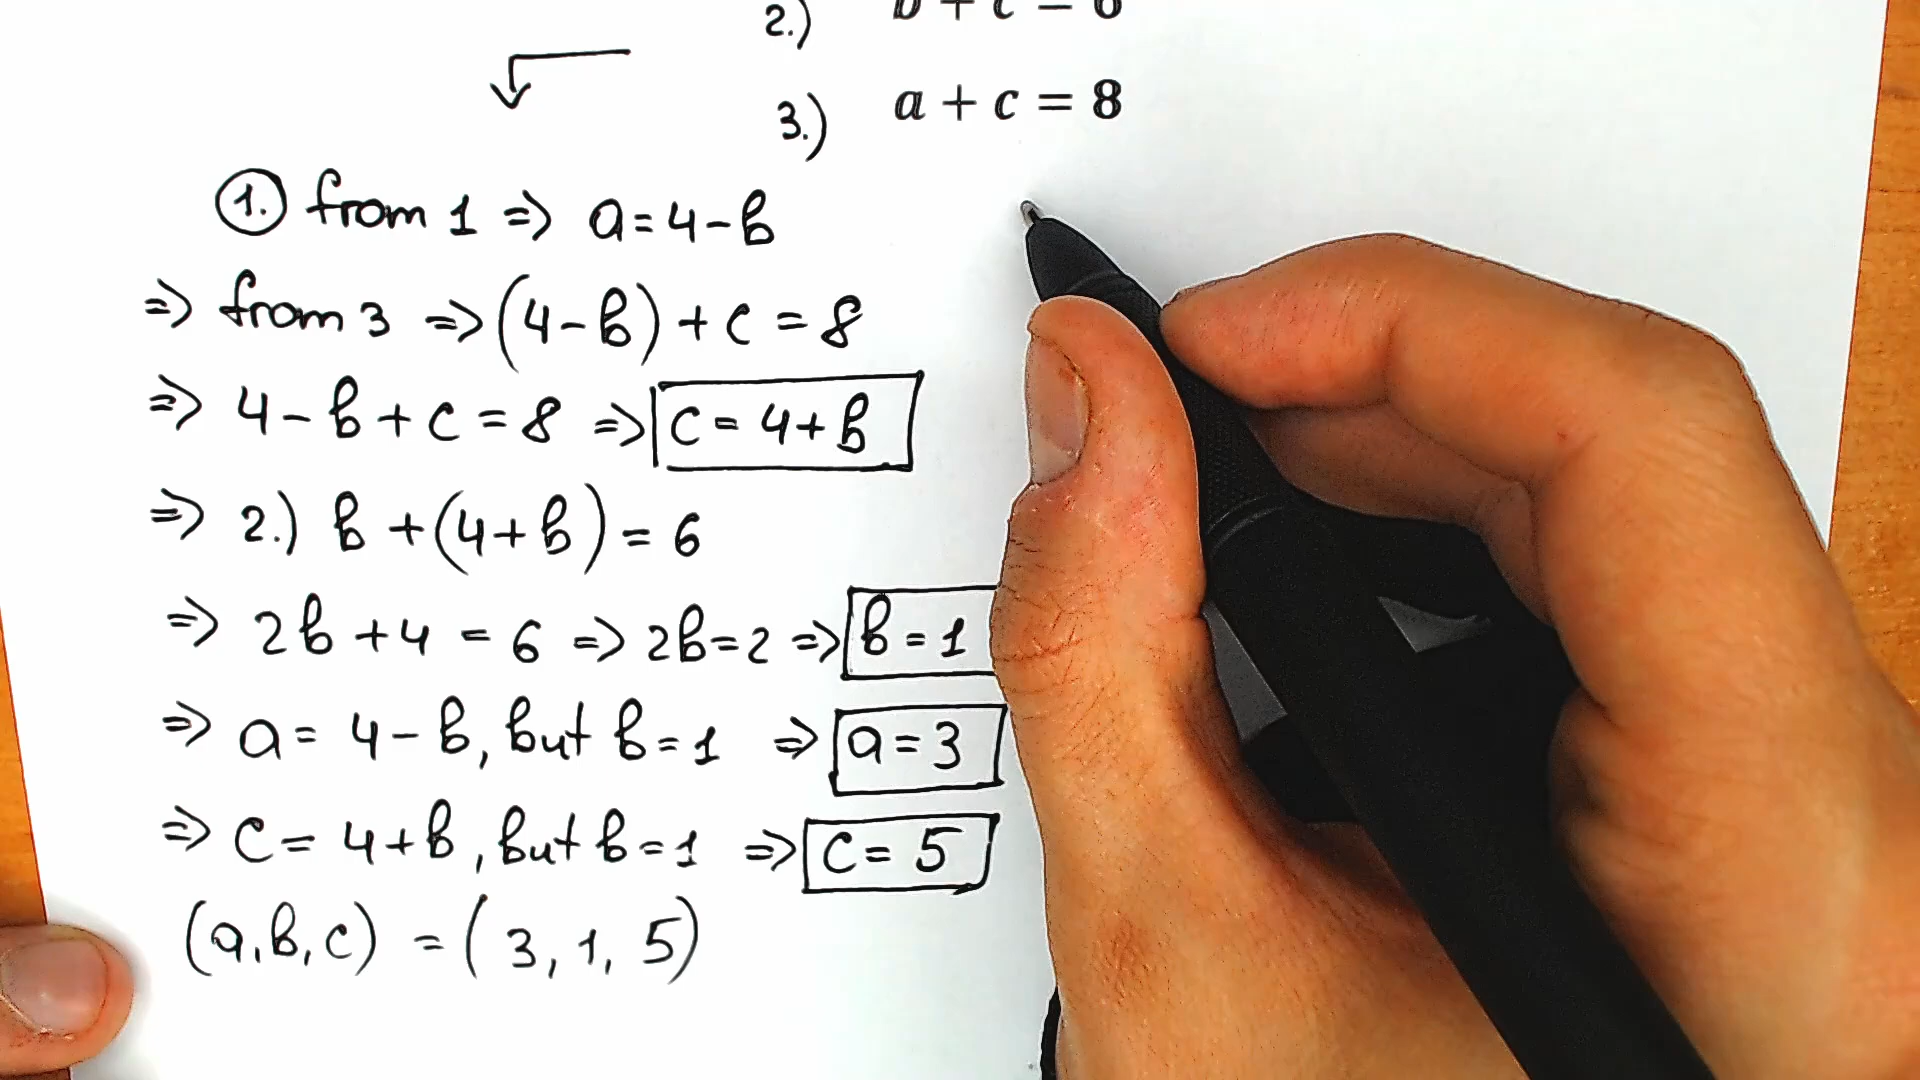 2.) b + c = 6
3.) a + c = 8
1. from 1 => a = 4 - b
=> from 3 => (4 - b) + c = 8
=> 4 - b + c = 8 => c = 4 + b
=> 2.) b + (4 + b) = 6
=> 2b + 4 = 6 => 2b = 2 => b = 1
=> a = 4 - b, but b = 1 => a = 3
=> c = 4 + b, but b = 1 => c = 5
(a, b, c) = (3, 1, 5)